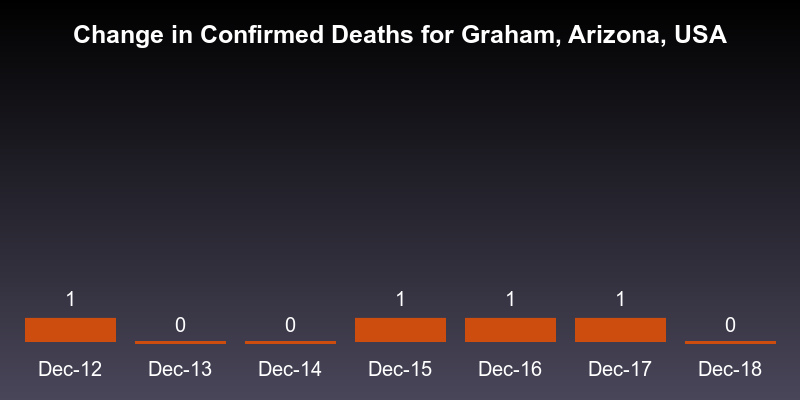 Change in Confirmed Deaths for Graham, Arizona, USA
1 0 0 1 1 1 0
Dec-12 Dec-13 Dec-14 Dec-15 Dec-16 Dec-17 Dec-18